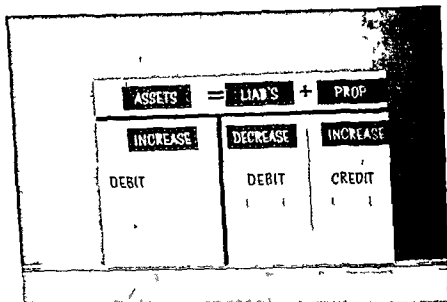 ASSETS = LIAB'S + PROP
INCREASE DECREASE INCREASE
DEBIT DEBIT CREDIT